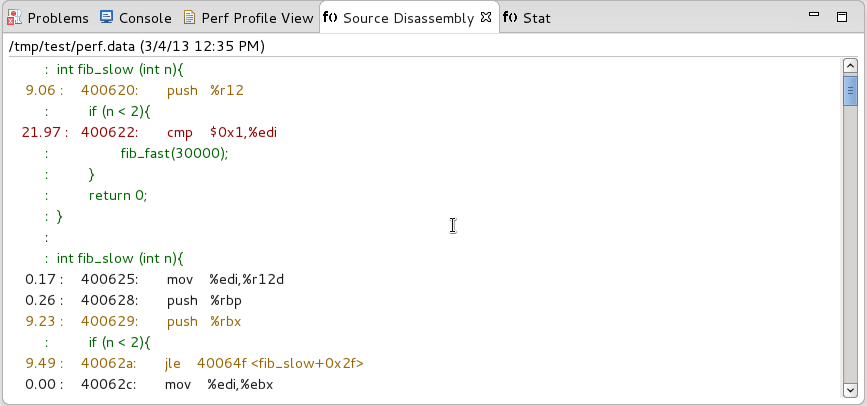 Problems Console Perf Profile View f() Source Disassembly f() Stat
/tmp/test/perf.data (3/4/13 12:35 PM)
: int fib_slow (int n){
9.06 : 400620: push %r12
: if (n < 2){
21.97 : 400622: cmp $0x1,%edi
: fib_fast(30000);
: }
: return 0;
: }
:
: int fib_slow (int n){
0.17 : 400625: mov %edi,%r12d
0.26 : 400628: push %rbp
9.23 : 400629: push %rbx
: if (n < 2){
9.49 : 40062a: jle 40064f <fib_slow+0x2f>
0.00 : 40062c: mov %edi,%ebx